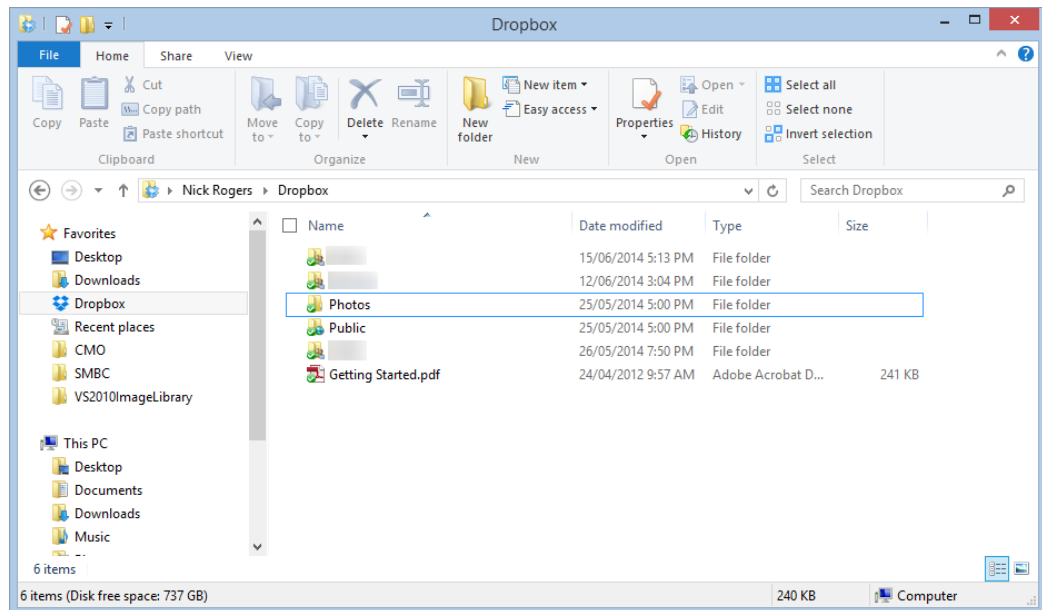 Dropbox
File Home Share View
Copy Paste Cut Copy path Paste shortcut
Clipboard
Move to Copy to Delete Rename
Organize
New folder New item Easy access
New
Properties Open Edit History
Open
Select all Select none Invert selection
Select
Nick Rogers Dropbox
Search Dropbox
Favorites
Desktop
Downloads
Dropbox
Recent places
CMO
SMBC
VS2010ImageLibrary
This PC
Desktop
Documents
Downloads
Music
Name Date modified Type Size
15/06/2014 5:13 PM File folder
12/06/2014 3:04 PM File folder
Photos 25/05/2014 5:00 PM File folder
Public 25/05/2014 5:00 PM File folder
26/05/2014 7:50 PM File folder
Getting Started.pdf 24/04/2012 9:57 AM Adobe Acrobat D... 241 KB
6 items
6 items (Disk free space: 737 GB) 240 KB Computer